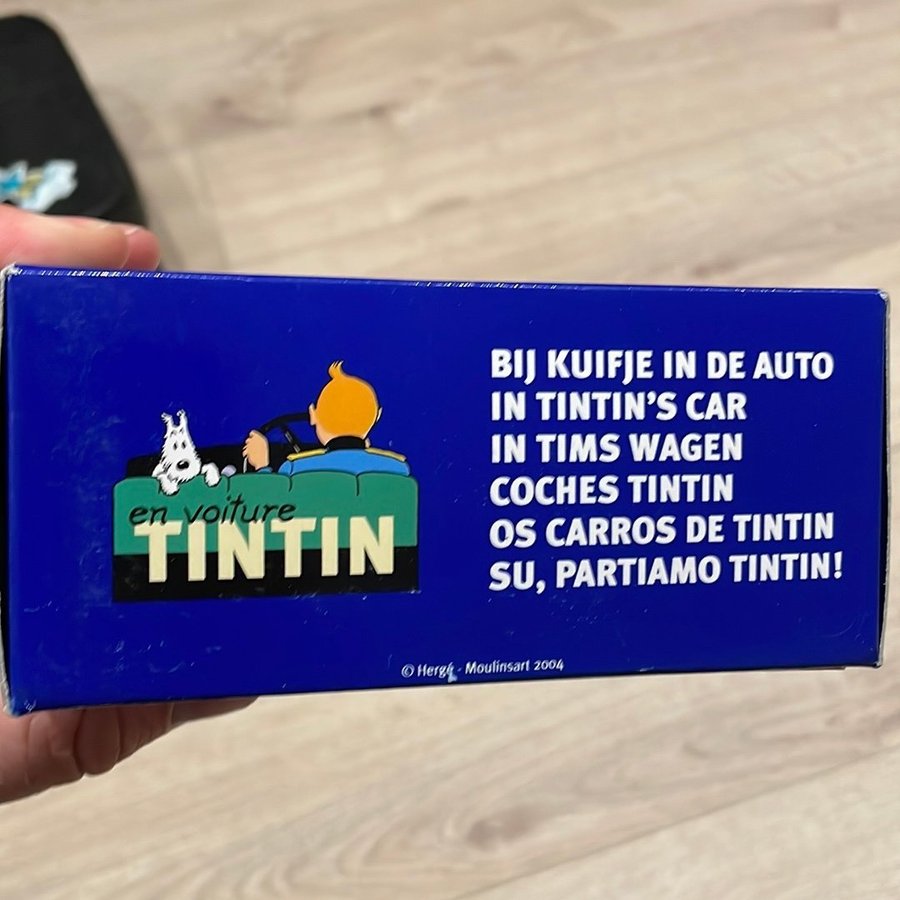 en voiture
TINTIN
BIJ KUIFJE IN DE AUTO
IN TINTIN'S CAR
IN TIMS WAGEN
COCHES TINTIN
OS CARROS DE TINTIN
SU, PARTIAMO TINTIN!
© Hergé - Moulinsart 2004